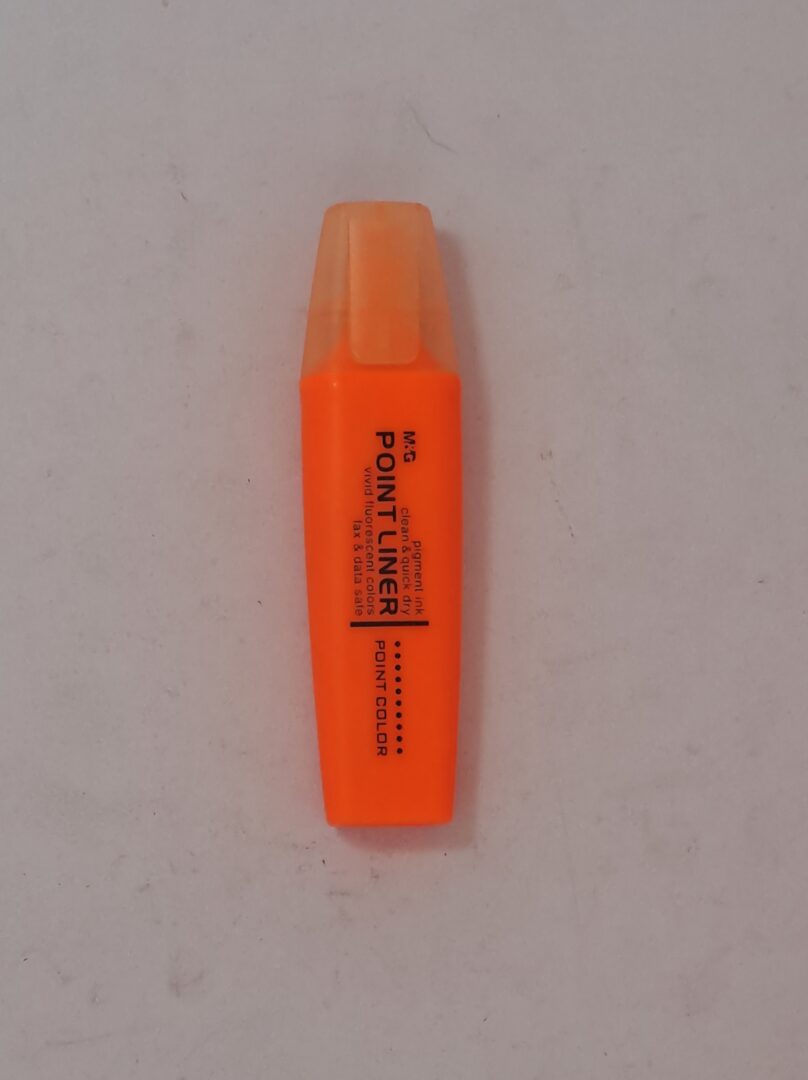 M&G
pigment ink
clean & quick dry
POINT LINER
vivid fluorescent colors
fax & data safe
POINT COLOR